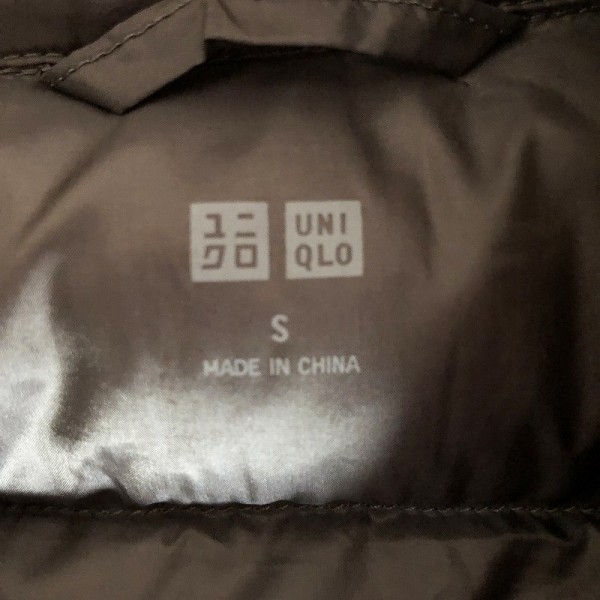 ユニ UNI
クロ QLO
S
MADE IN CHINA